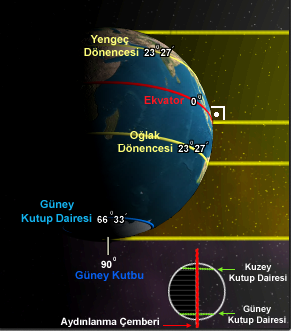 Yengeç
Dönencesi 23°27´
Ekvator 0°
Oğlak
Dönencesi 23°27´
Güney
Kutup Dairesi 66°33´
90°
Güney Kutbu
Kuzey
Kutup Dairesi
Güney
Kutup Dairesi
Aydınlanma Çemberi